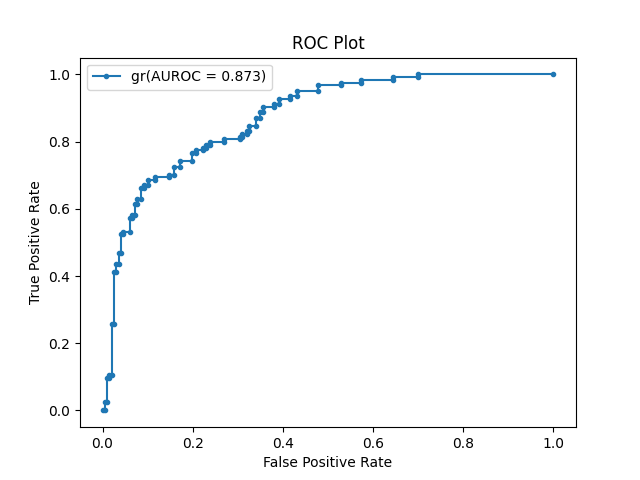 ROC Plot
gr(AUROC = 0.873)
1.0
0.8
0.6
0.4
0.2
0.0
True Positive Rate
0.0 0.2 0.4 0.6 0.8 1.0
False Positive Rate